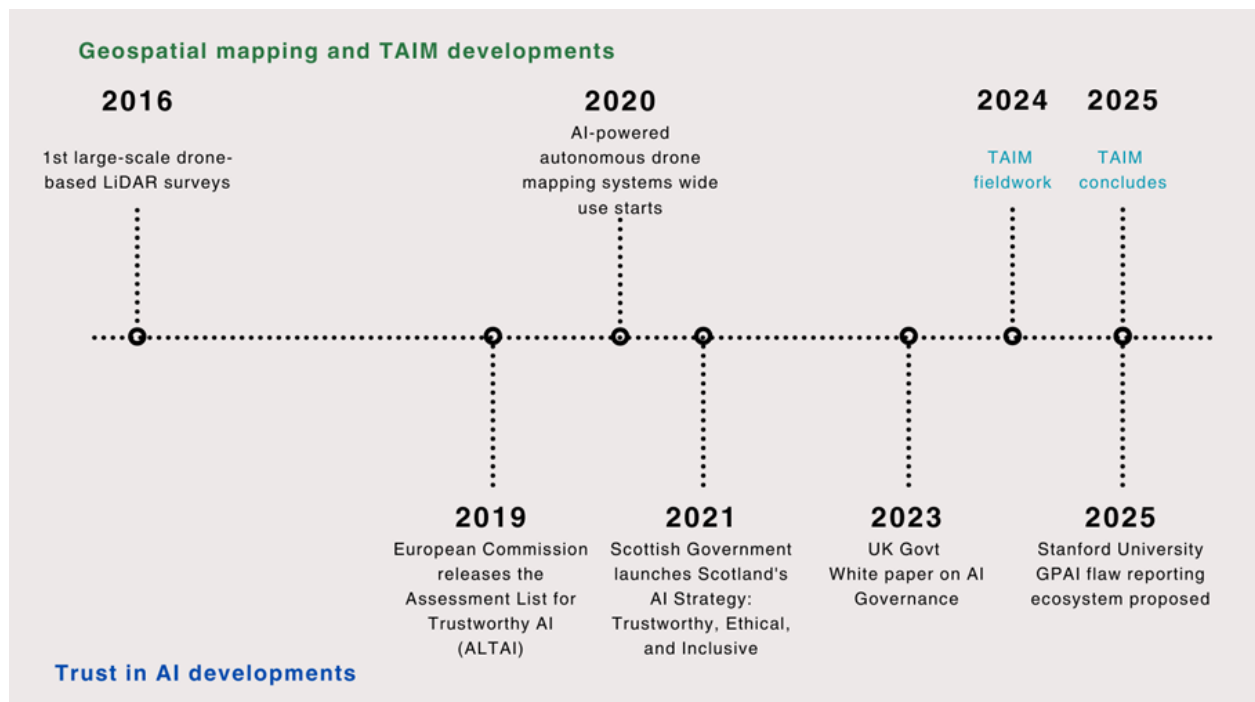 Geospatial mapping and TAIM developments
2016
1st large-scale drone-
based LiDAR surveys
2020
AI-powered
autonomous drone
mapping systems wide
use starts
2024
TAIM
fieldwork
2025
TAIM
concludes
2019
European Commission
releases the
Assessment List for
Trustworthy AI
(ALTAI)
2021
Scottish Government
launches Scotland's
AI Strategy:
Trustworthy, Ethical,
and Inclusive
2023
UK Govt
White paper on AI
Governance
2025
Stanford University
GPAI flaw reporting
ecosystem proposed
Trust in AI developments